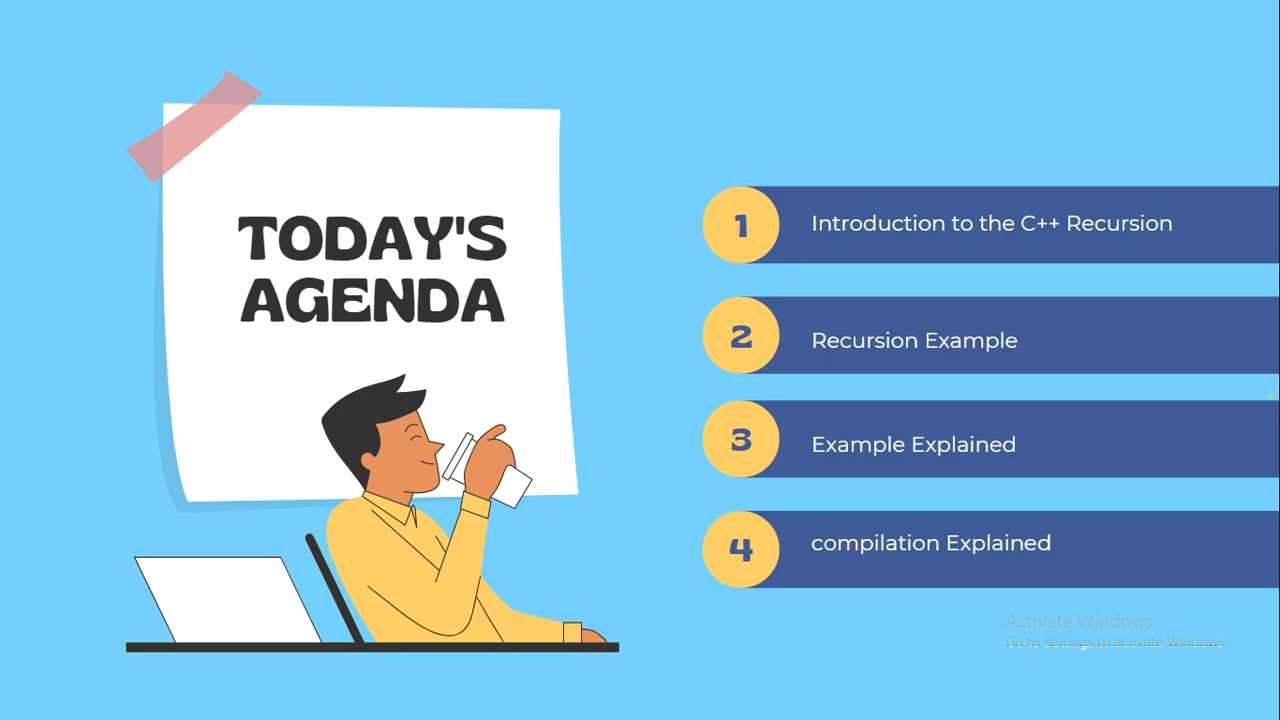 TODAY'S
AGENDA
1
Introduction to the C++ Recursion
2
Recursion Example
3
Example Explained
4
compilation Explained
Activate Windows
Go to Settings to activate Windows.